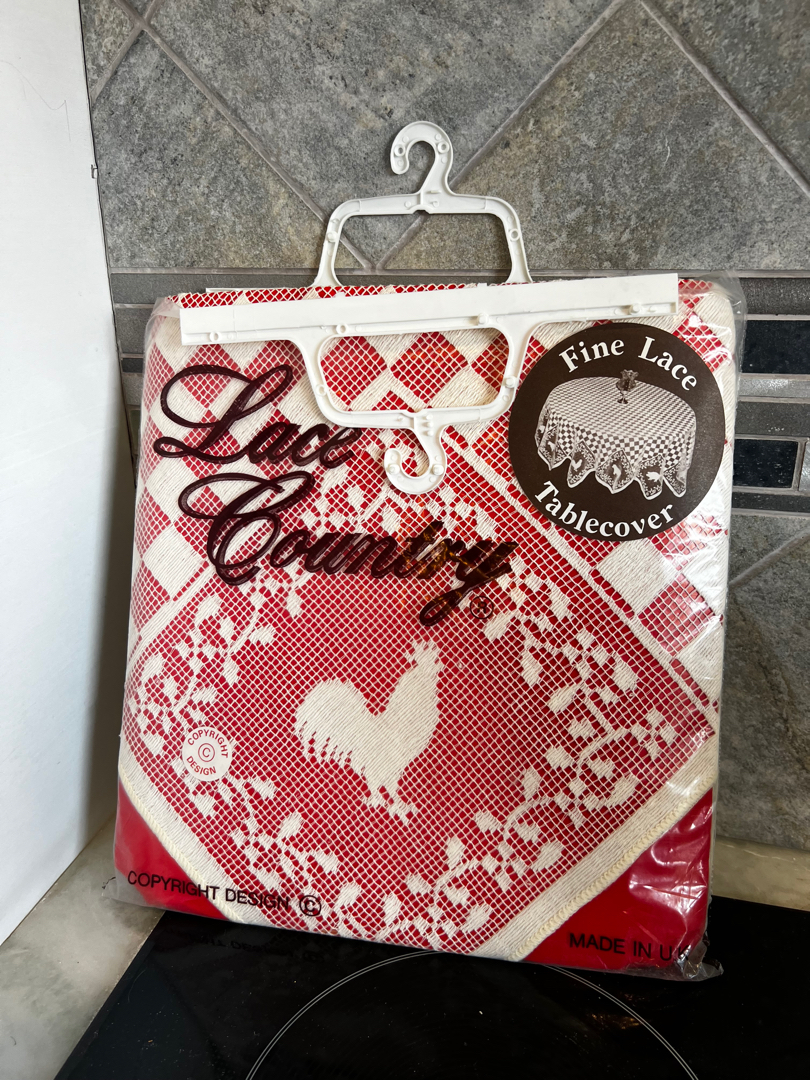 Lace
Country®
Fine Lace
Tablecover
COPYRIGHT
©
DESIGN
COPYRIGHT DESIGN ©
MADE IN U.K.